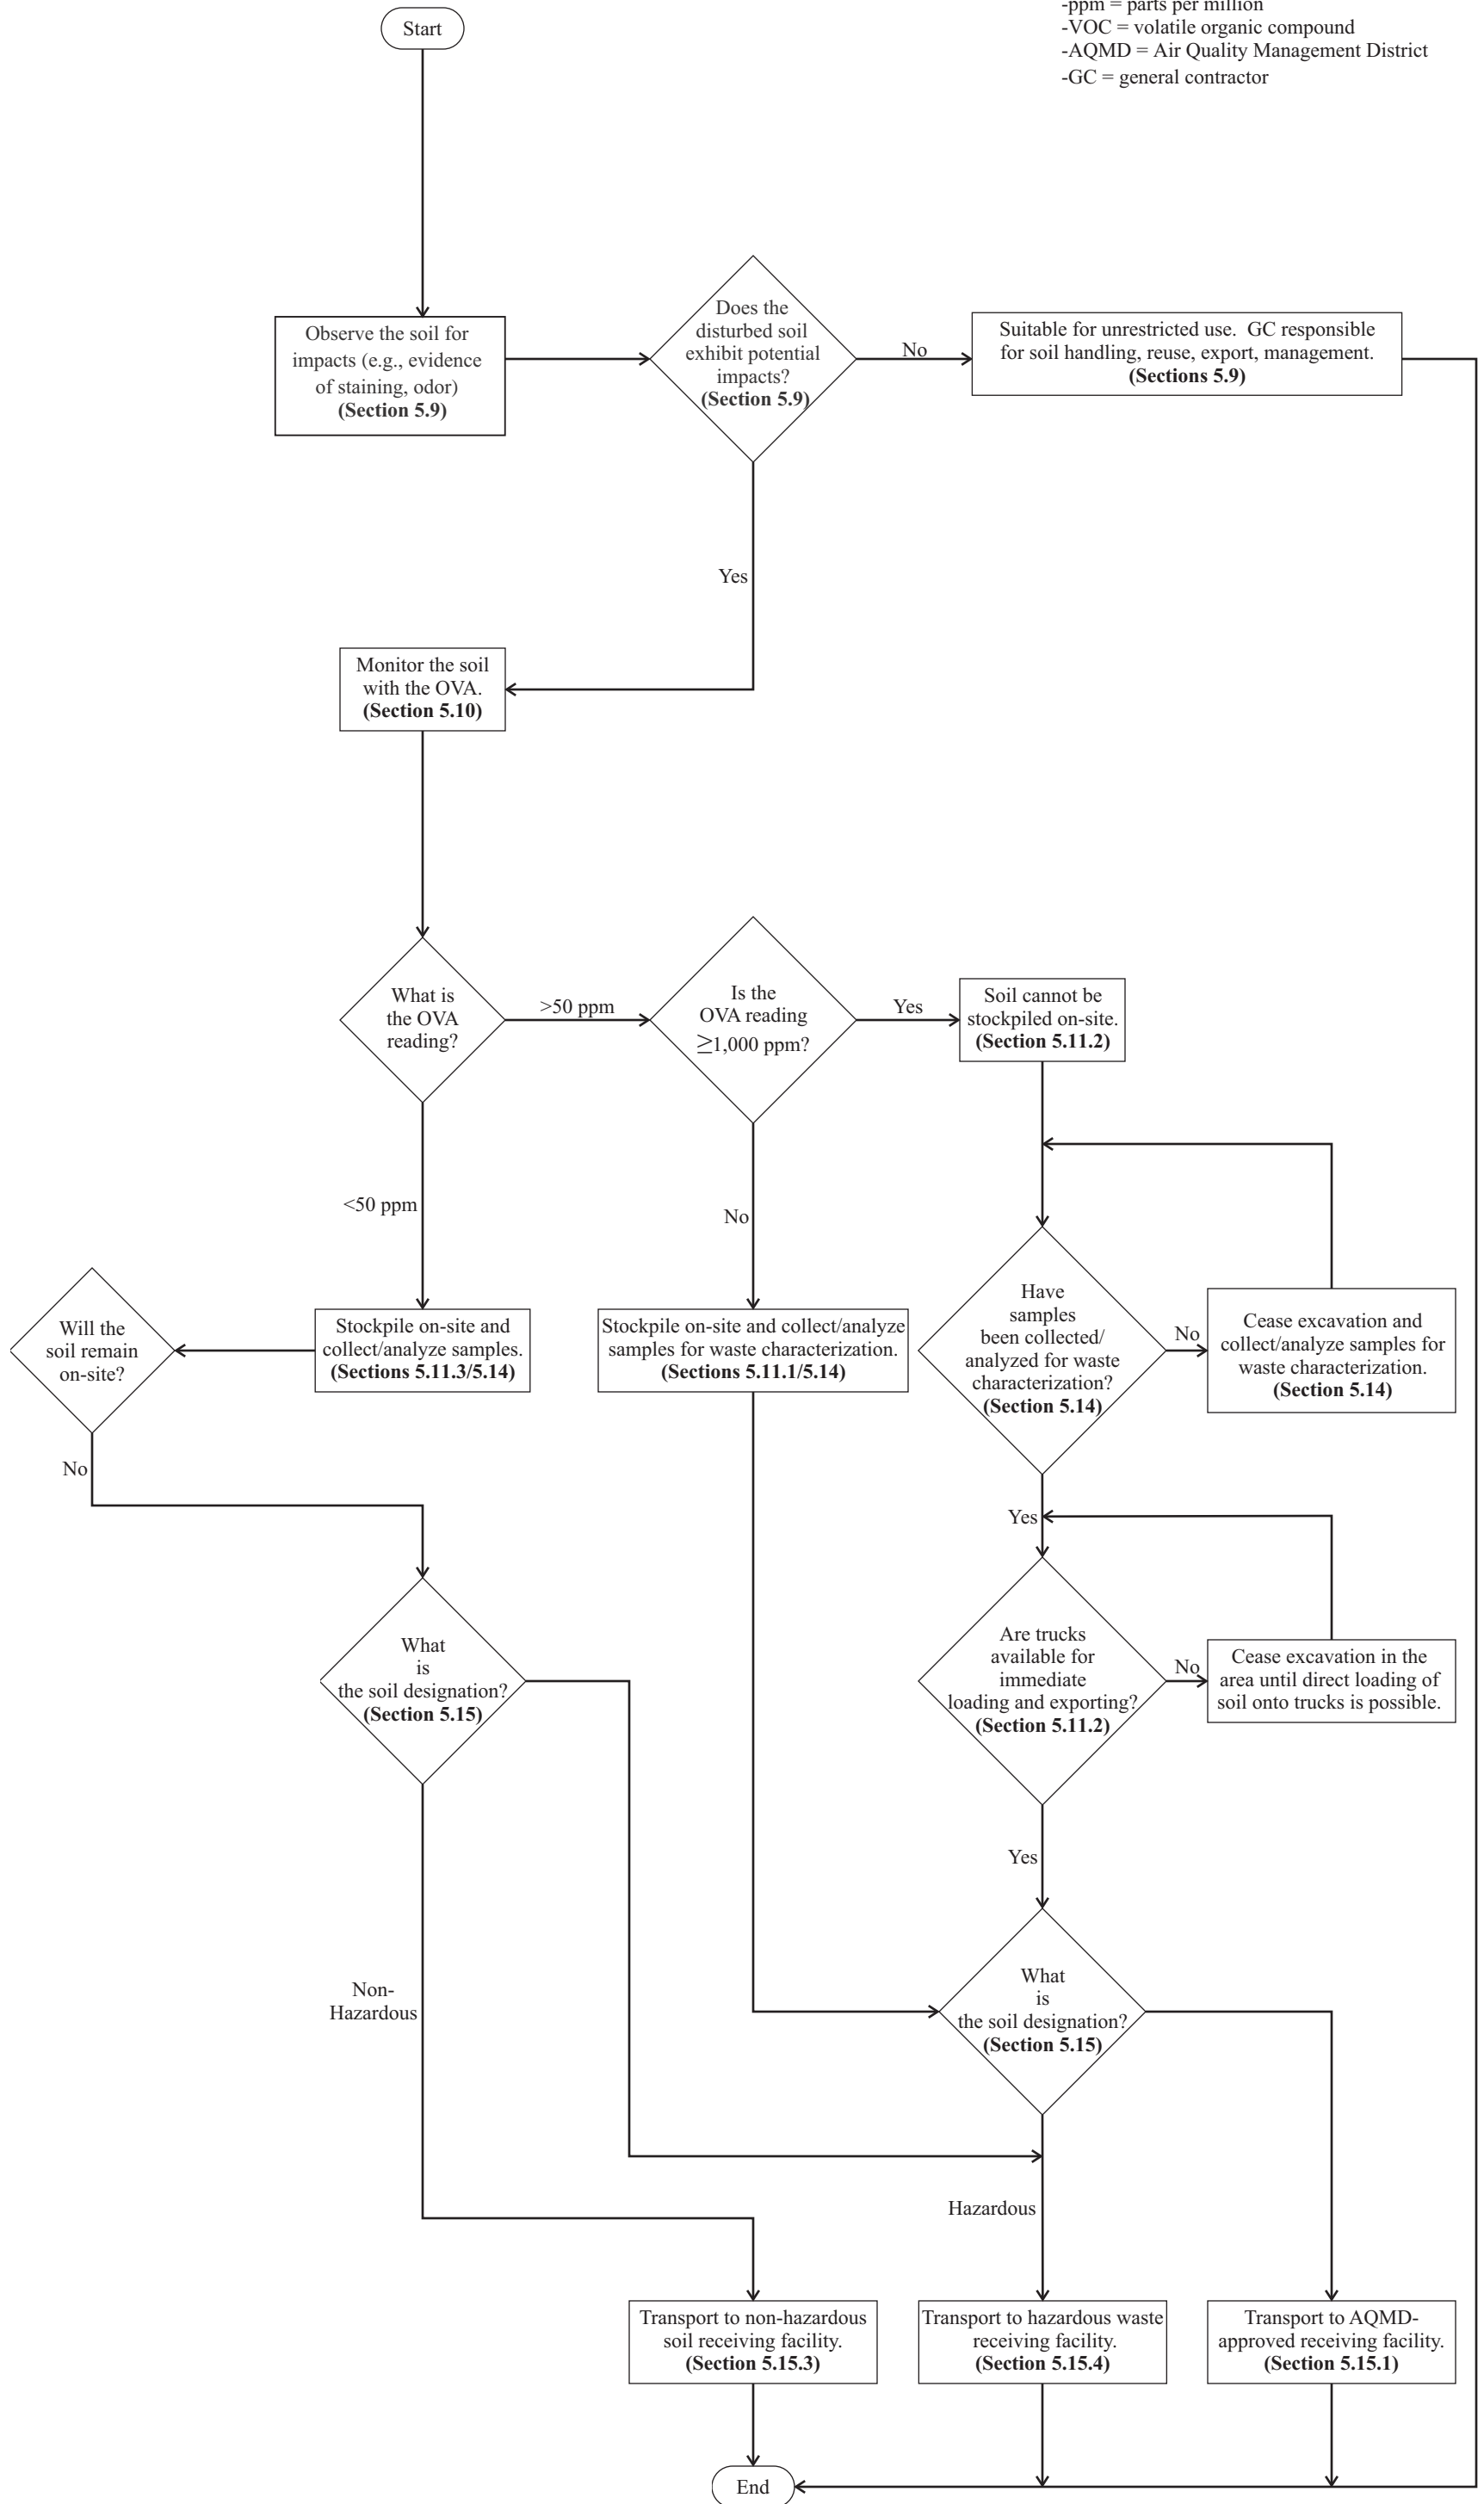 -ppm = parts per million
-VOC = volatile organic compound
-AQMD = Air Quality Management District
-GC = general contractor
Start
Observe the soil for
impacts (e.g., evidence
of staining, odor)
(Section 5.9)
Does the
disturbed soil
exhibit potential
impacts?
(Section 5.9)
No
Suitable for unrestricted use.  GC responsible
for soil handling, reuse, export, management.
(Sections 5.9)
Yes
Monitor the soil
with the OVA.
(Section 5.10)
What is
the OVA
reading?
>50 ppm
Is the
OVA reading
≥1,000 ppm?
Yes
Soil cannot be
stockpiled on-site.
(Section 5.11.2)
<50 ppm
No
Will the
soil remain
on-site?
Stockpile on-site and
collect/analyze samples.
(Sections 5.11.3/5.14)
Stockpile on-site and collect/analyze
samples for waste characterization.
(Sections 5.11.1/5.14)
Have
samples
been collected/
analyzed for waste
characterization?
(Section 5.14)
No
Cease excavation and
collect/analyze samples for
waste characterization.
(Section 5.14)
No
Yes
What
is
the soil designation?
(Section 5.15)
Are trucks
available for
immediate
loading and exporting?
(Section 5.11.2)
No
Cease excavation in the
area until direct loading of
soil onto trucks is possible.
Yes
Non-
Hazardous
What
is
the soil designation?
(Section 5.15)
Hazardous
Transport to non-hazardous
soil receiving facility.
(Section 5.15.3)
Transport to hazardous waste
receiving facility.
(Section 5.15.4)
Transport to AQMD-
approved receiving facility.
(Section 5.15.1)
End